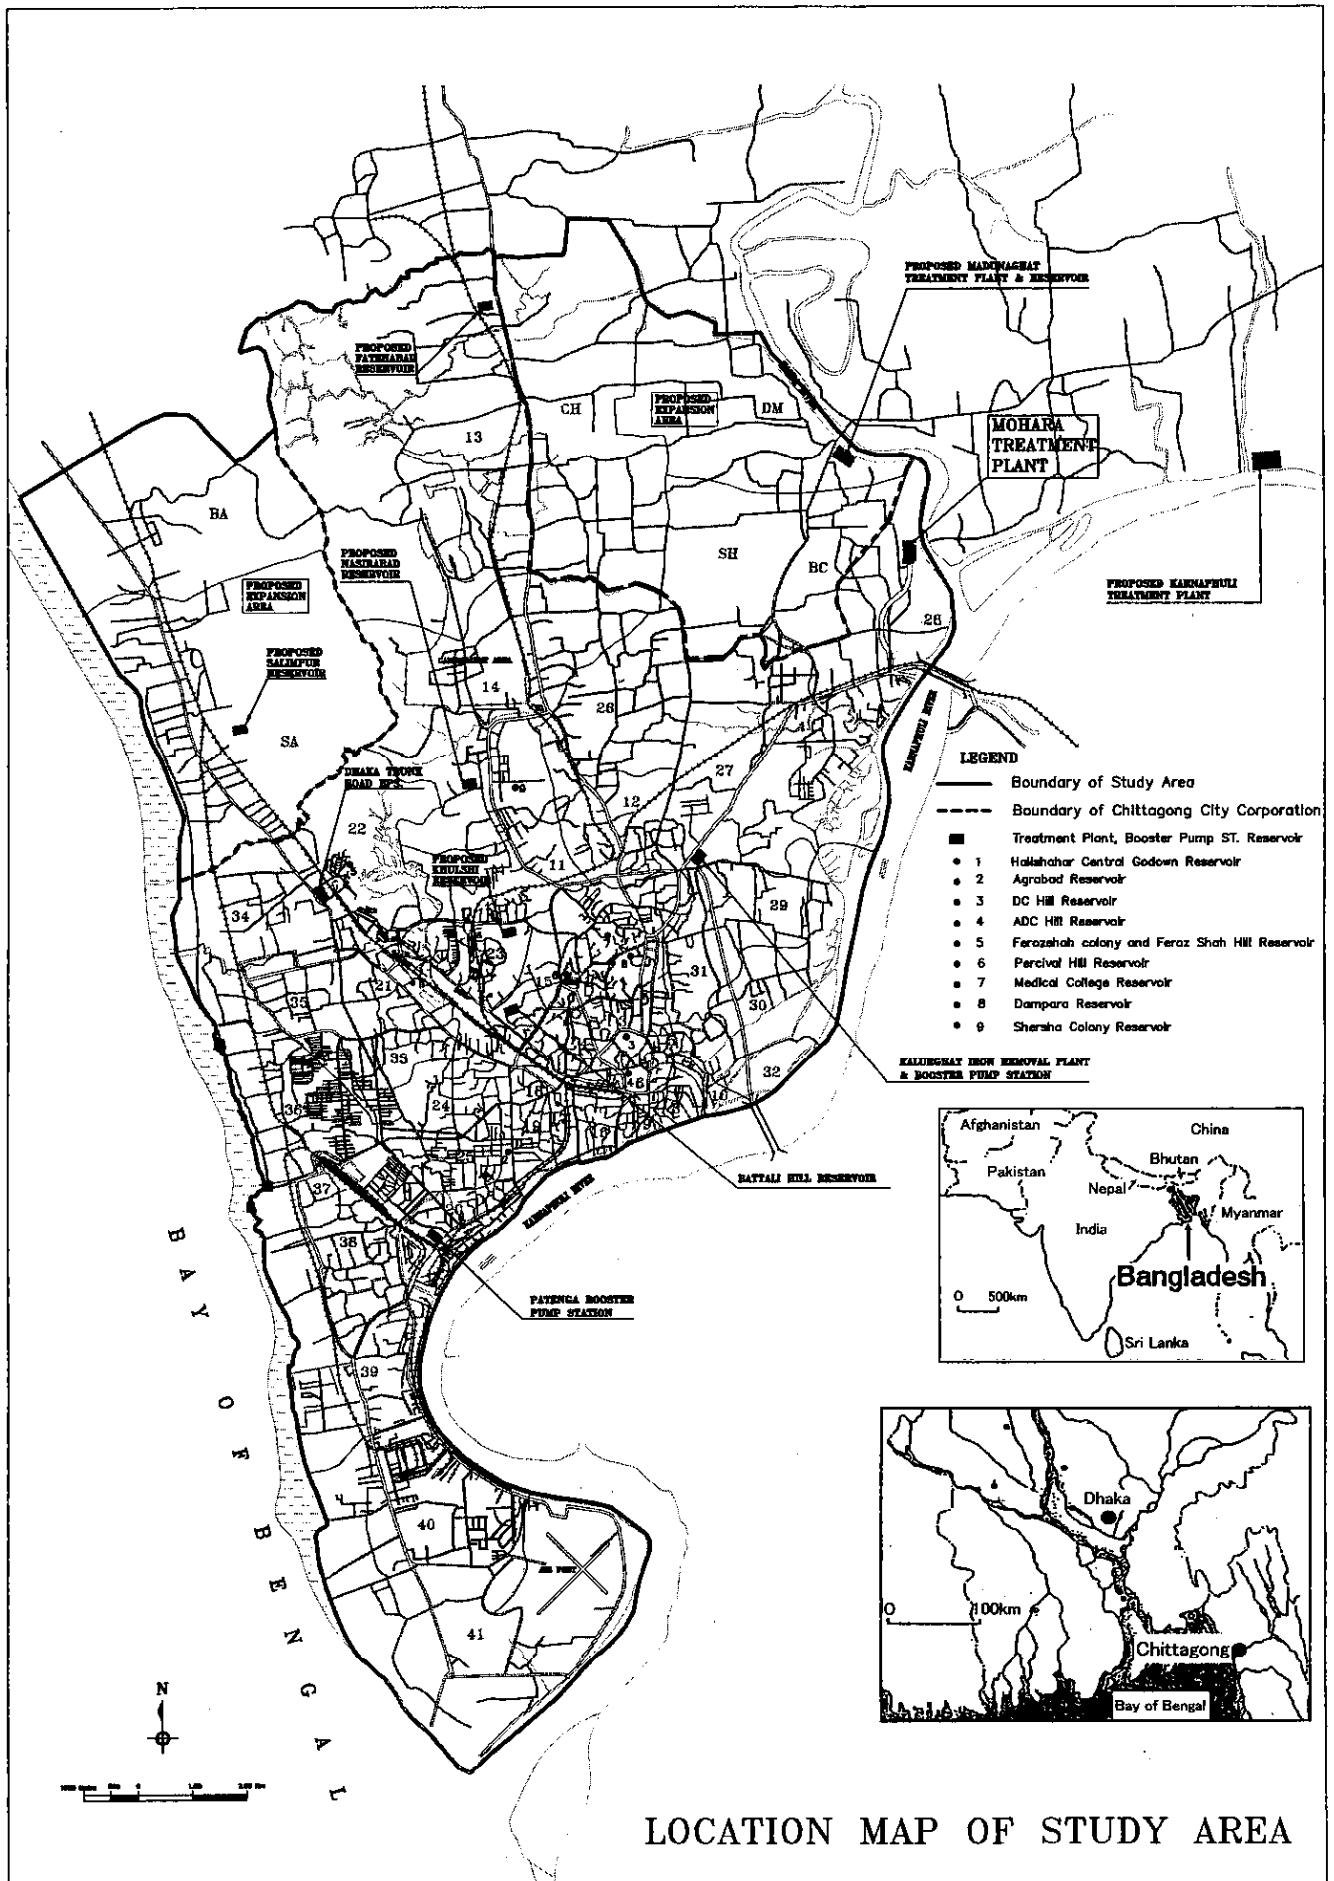 PROPOSED MADUNAGHAT
TREATMENT PLANT & RESERVOIR
PROPOSED
FATEHABAD
RESERVOIR
CH
PROPOSED
EXPANSION
AREA
DM
13
MOHARA
TREATMENT
PLANT
BA
SH
BC
PROPOSED
NASIRABAD
RESERVOIR
PROPOSED
EXPANSION
AREA
PROPOSED KARNAPHULI
TREATMENT PLANT
26
PROPOSED
SALIMPUR
RESERVOIR
14
26
SA
KARNAPHULI RIVER
DHAKA TRUNK
ROAD BPS.
27
12
22
11
PROPOSED
KHULSHI
RESERVOIR
LEGEND
Boundary of Study Area
Boundary of Chittagong City Corporation
Treatment Plant, Booster Pump ST. Reservoir
1 Halishahar Central Godown Reservoir
2 Agrabad Reservoir
3 DC Hill Reservoir
4 ADC Hill Reservoir
5 Ferozshah colony and Feroz Shah Hill Reservoir
6 Percival Hill Reservoir
7 Medical College Reservoir
8 Dampara Reservoir
9 Shersha Colony Reservoir
34
29
23
31
21
15
35
30
33
32
KALURGHAT IRON REMOVAL PLANT
& BOOSTER PUMP STATION
24
36
25
BATTALI HILL RESERVOIR
37
KARNAPHULI RIVER
38
PATENGA BOOSTER
PUMP STATION
39
40
AIR PORT
41
BAY OF BENGAL
N
Afghanistan
China
Pakistan
Bhutan
Nepal
Myanmar
India
Bangladesh
0 500km
Sri Lanka
Dhaka
0 100km
Chittagong
Bay of Bengal
LOCATION MAP OF STUDY AREA